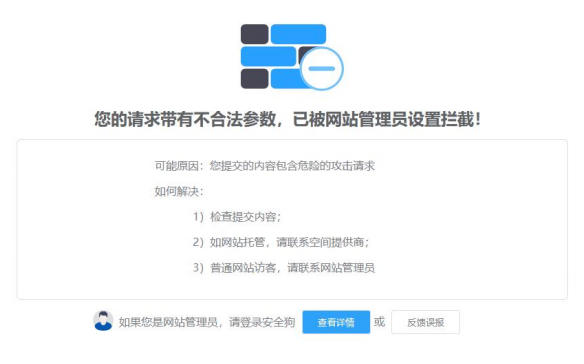 您的请求带有不合法参数，已被网站管理员设置拦截！
可能原因：您提交的内容包含危险的攻击请求
如何解决：
1）检查提交内容；
2）如网站托管，请联系空间提供商；
3）普通网站访客，请联系网站管理员
如果您是网站管理员，请登录安全狗 查看详情 或 反馈误报